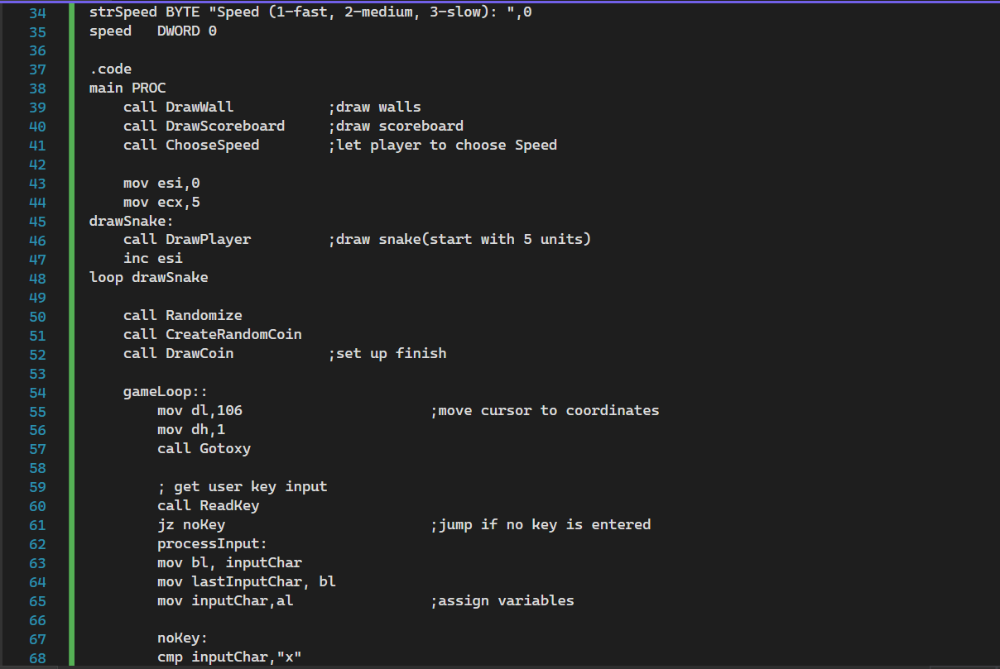 34 strSpeed BYTE "Speed (1-fast, 2-medium, 3-slow): ",0
35 speed   DWORD 0
36
37 .code
38 main PROC
39     call DrawWall           ;draw walls
40     call DrawScoreboard     ;draw scoreboard
41     call ChooseSpeed        ;let player to choose Speed
42
43     mov esi,0
44     mov ecx,5
45 drawSnake:
46     call DrawPlayer         ;draw snake(start with 5 units)
47     inc esi
48 loop drawSnake
49
50     call Randomize
51     call CreateRandomCoin
52     call DrawCoin           ;set up finish
53
54     gameLoop::
55         mov dl,106                      ;move cursor to coordinates
56         mov dh,1
57         call Gotoxy
58
59         ; get user key input
60         call ReadKey
61         jz noKey                        ;jump if no key is entered
62         processInput:
63         mov bl, inputChar
64         mov lastInputChar, bl
65         mov inputChar,al                ;assign variables
66
67         noKey:
68         cmp inputChar,"x"